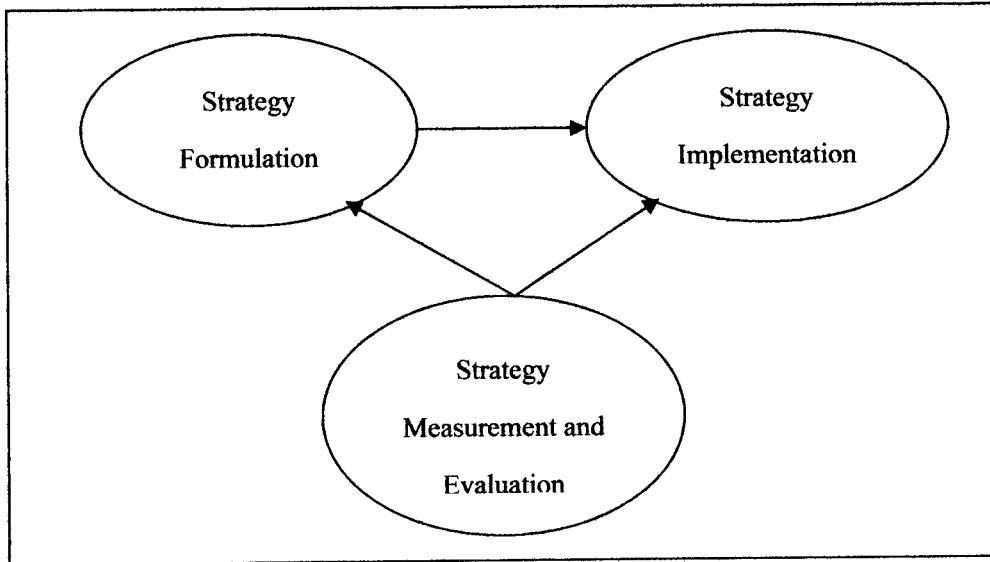 Strategy
Formulation
Strategy
Implementation
Strategy
Measurement and
Evaluation